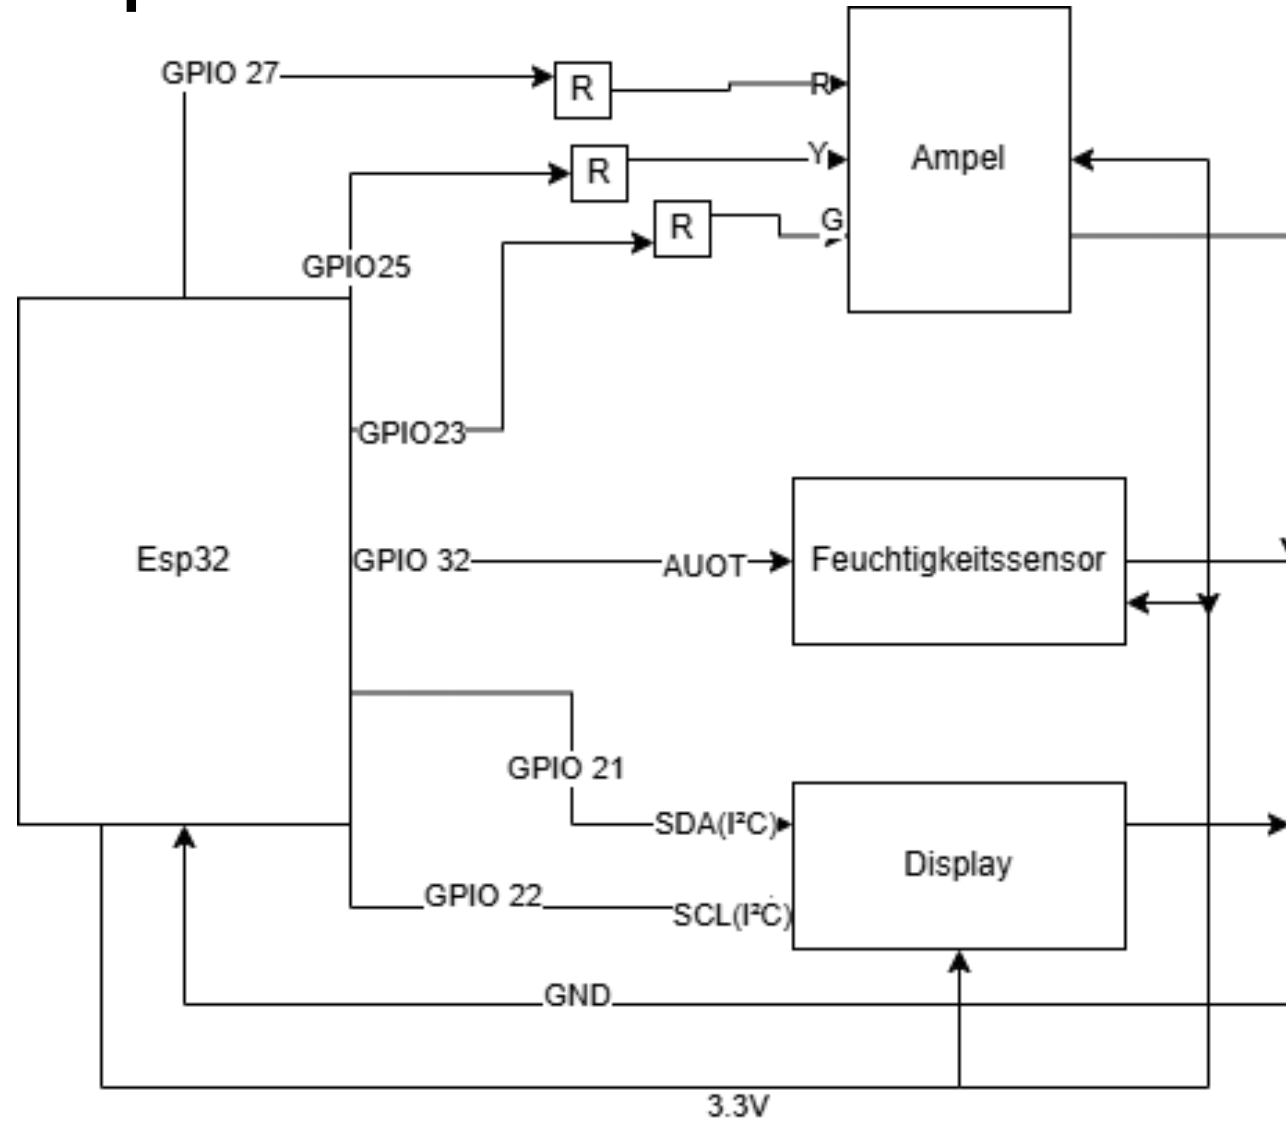 GPIO 27
R
R
R
Y
Ampel
R
G
GPIO25
GPIO23
Esp32
GPIO 32
AUOT
Feuchtigkeitssensor
GPIO 21
SDA(I²C)
Display
GPIO 22
SCL(I²C)
GND
3.3V